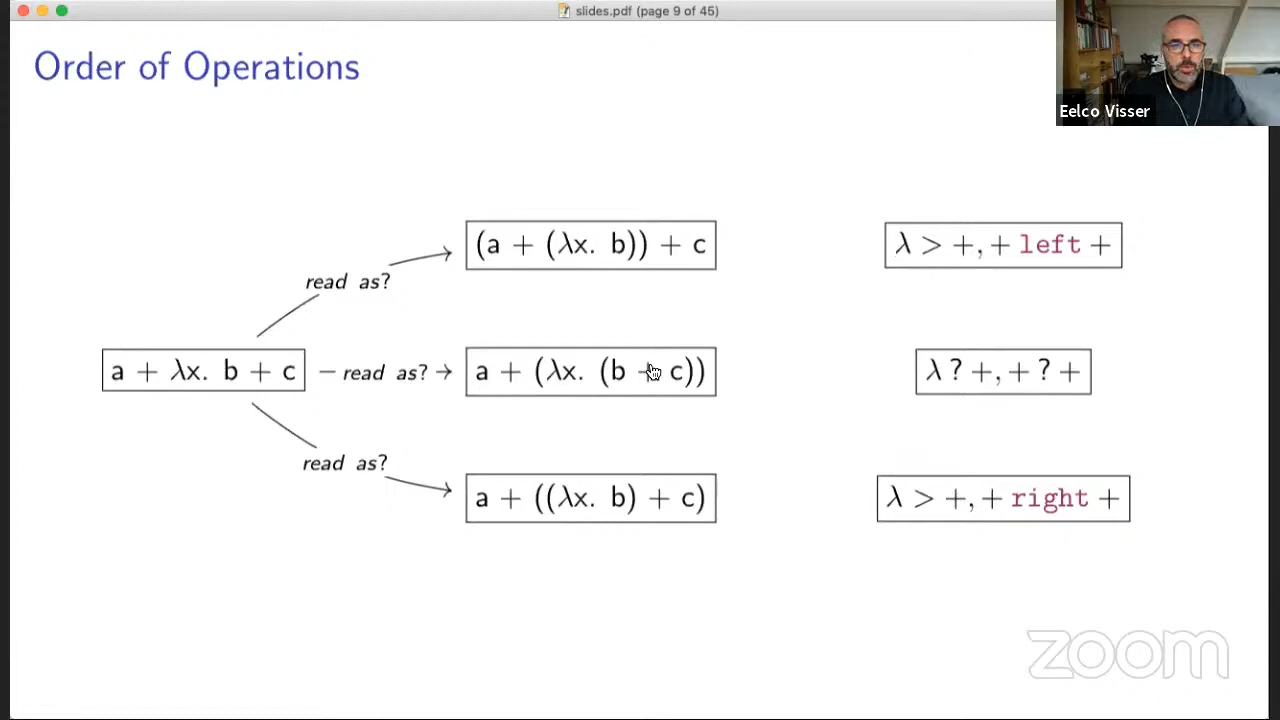 slides.pdf (page 9 of 45)
Order of Operations
Eelco Visser
(a + (λx. b)) + c
λ > +, + left +
read as?
a + λx. b + c
read as?
a + (λx. (b + c))
λ ? +, + ? +
read as?
a + ((λx. b) + c)
λ > +, + right +
zoom